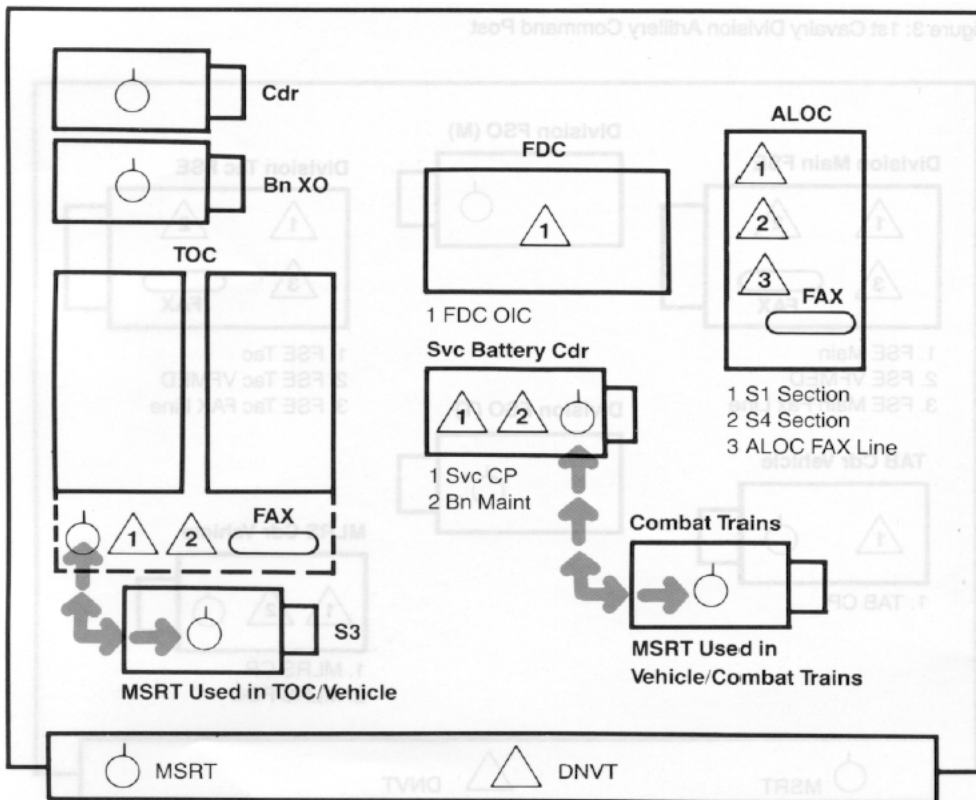 Cdr
Bn XO
TOC
1
2
FAX
S3
MSRT Used in TOC/Vehicle
FDC
1
1 FDC OIC
Svc Battery Cdr
1
2
1 Svc CP
2 Bn Maint
ALOC
1
2
3
FAX
1 S1 Section
2 S4 Section
3 ALOC FAX Line
Combat Trains
MSRT Used in
Vehicle/Combat Trains
MSRT
DNVT